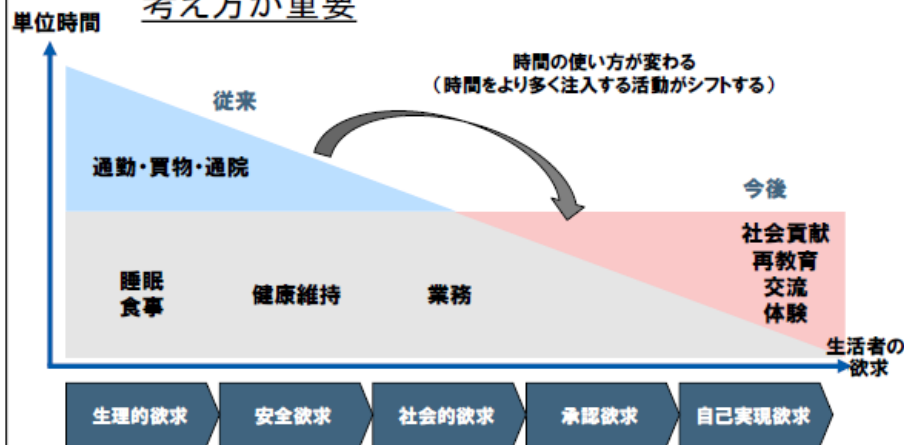 考え方が重要
単位時間
時間の使い方が変わる
（時間をより多く注入する活動がシフトする）
従来
通勤・買物・通院
今後
社会貢献
再教育
交流
体験
睡眠
食事
健康維持
業務
生活者の
欲求
生理的欲求
安全欲求
社会的欲求
承認欲求
自己実現欲求